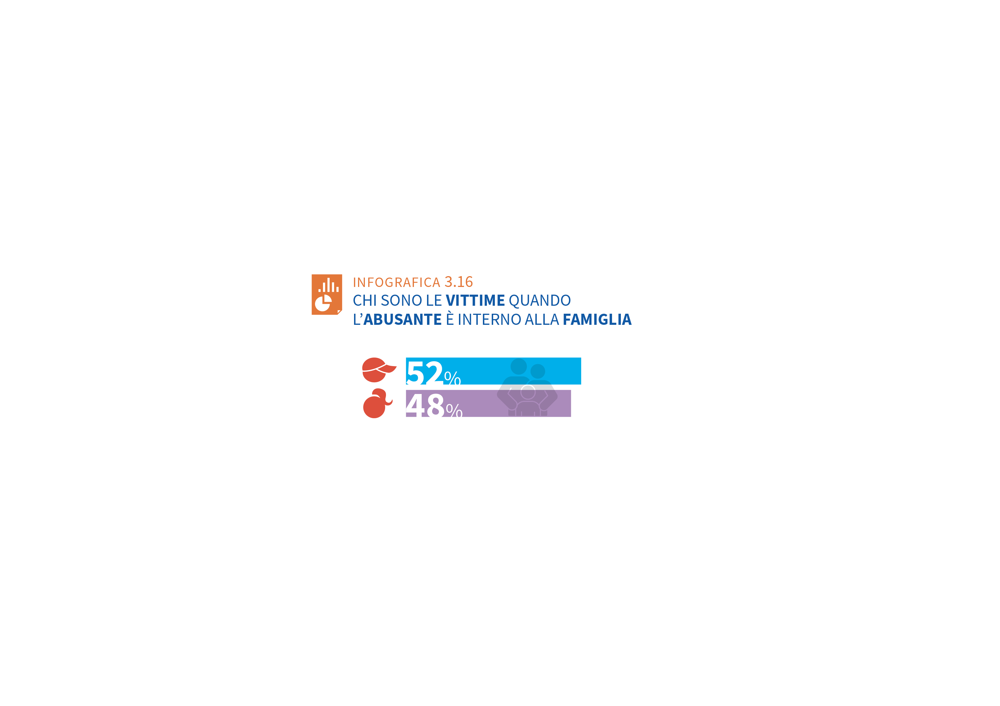 INFOGRAFICA 3.16
CHI SONO LE VITTIME QUANDO
L’ABUSANTE È INTERNO ALLA FAMIGLIA
52%
48%